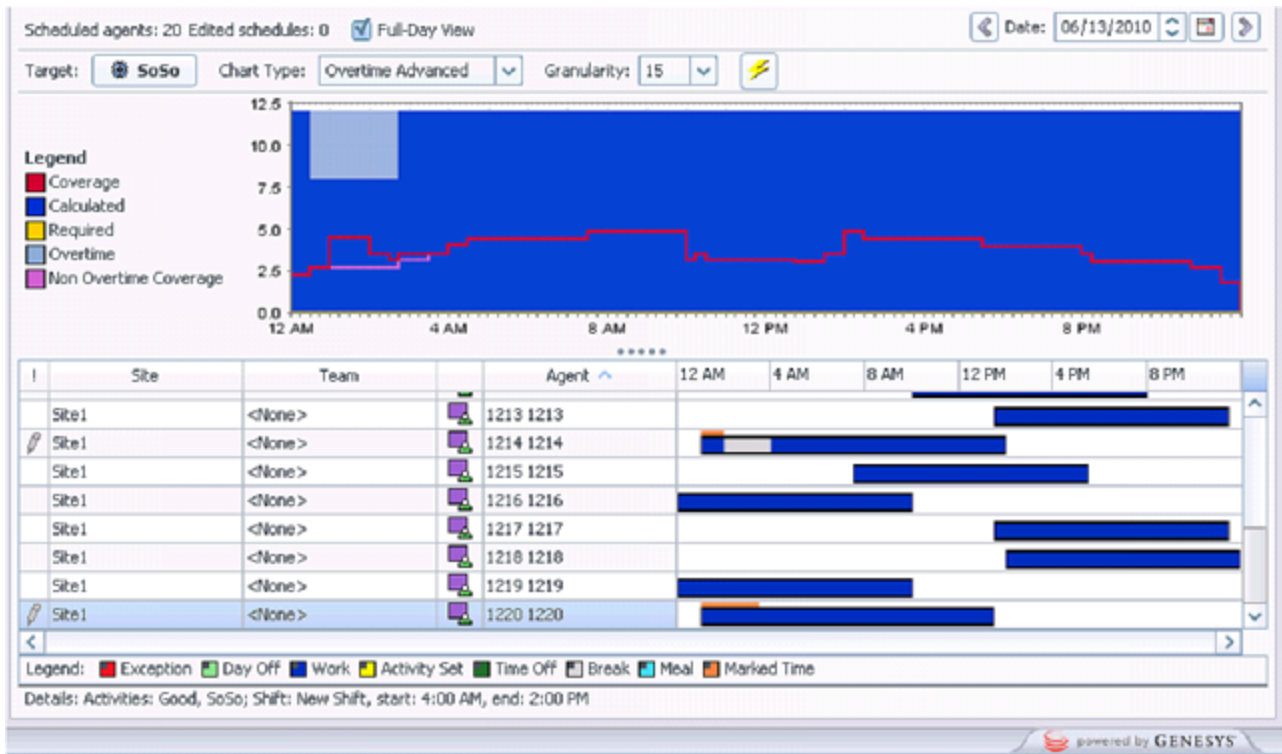 Scheduled agents: 20 Edited schedules: 0 Full-Day View Date: 06/13/2010
Target: SoSo Chart Type: Overtime Advanced Granularity: 15
Legend
Coverage
Calculated
Required
Overtime
Non Overtime Coverage
12.5
10.0
7.5
5.0
2.5
0.0
12 AM 4 AM 8 AM 12 PM 4 PM 8 PM
! Site Team Agent 12 AM 4 AM 8 AM 12 PM 4 PM 8 PM
Site1 <None> 1213 1213
Site1 <None> 1214 1214
Site1 <None> 1215 1215
Site1 <None> 1216 1216
Site1 <None> 1217 1217
Site1 <None> 1218 1218
Site1 <None> 1219 1219
Site1 <None> 1220 1220
Legend: Exception Day Off Work Activity Set Time Off Break Meal Marked Time
Details: Activities: Good, SoSo; Shift: New Shift, start: 4:00 AM, end: 2:00 PM
powered by GENESYS